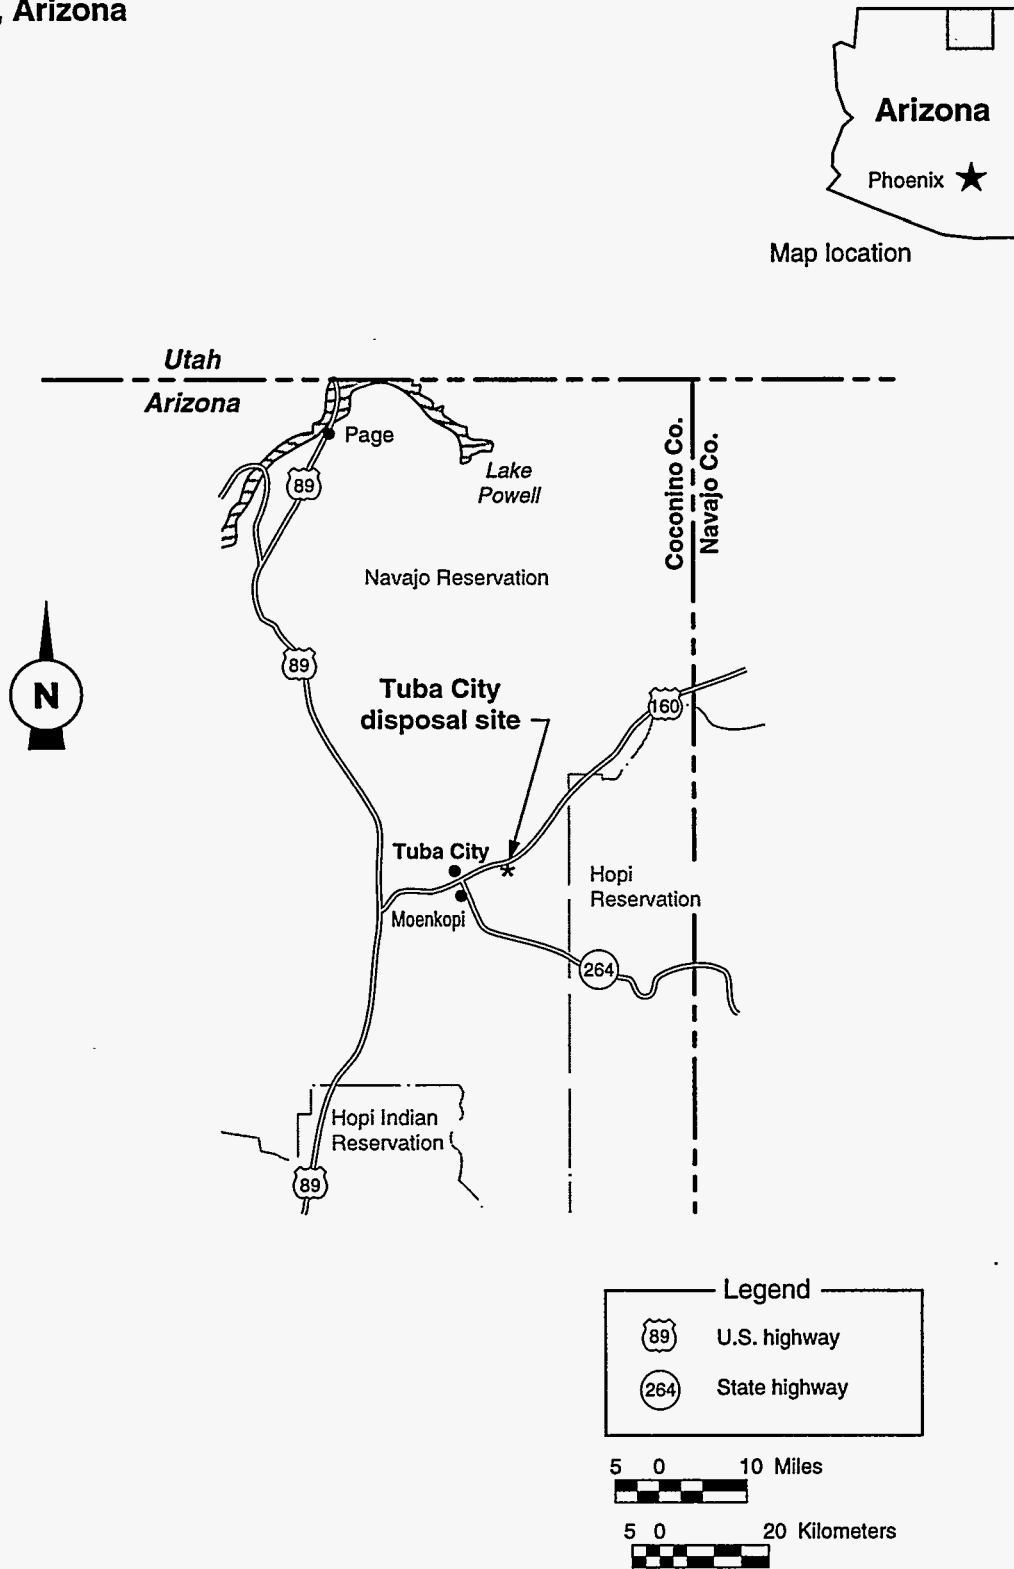 , Arizona
Arizona
Phoenix
Map location
Utah
Arizona
Page
89
Lake
Powell
Coconino Co.
Navajo Co.
Navajo Reservation
89
N
Tuba City
disposal site
160
Tuba City
*
Hopi
Reservation
Moenkopi
264
Hopi Indian
Reservation
89
Legend
89 U.S. highway
264 State highway
5 0 10 Miles
5 0 20 Kilometers